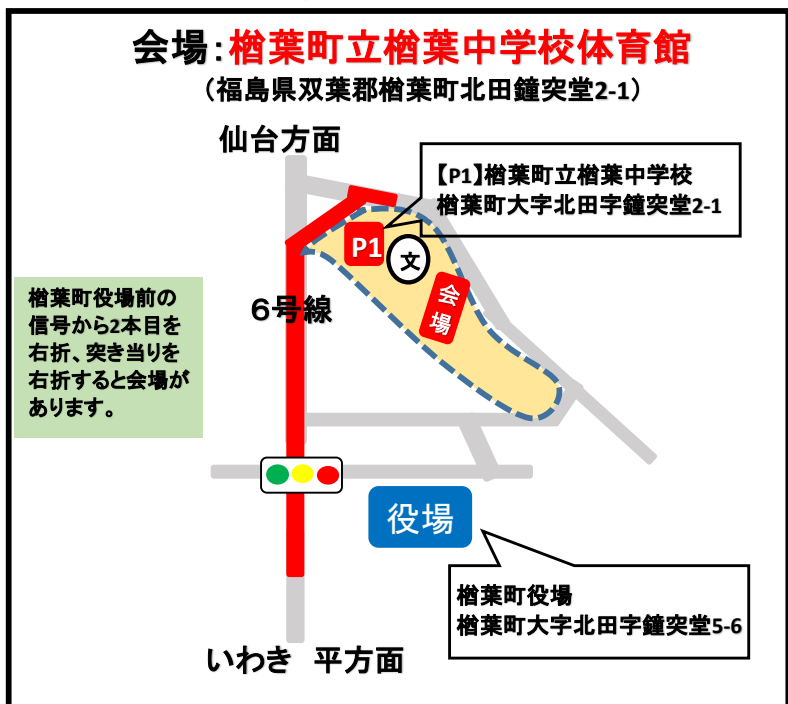 会場:楢葉町立楢葉中学校体育館
（福島県双葉郡楢葉町北田鐘突堂2-1）
仙台方面
【P1】楢葉町立楢葉中学校
楢葉町大字北田字鐘突堂2-1
P1
文
会
場
楢葉町役場前の
信号から2本目を
右折、突き当りを
右折すると会場が
あります。
６号線
役場
楢葉町役場
楢葉町大字北田字鐘突堂5-6
いわき　平方面